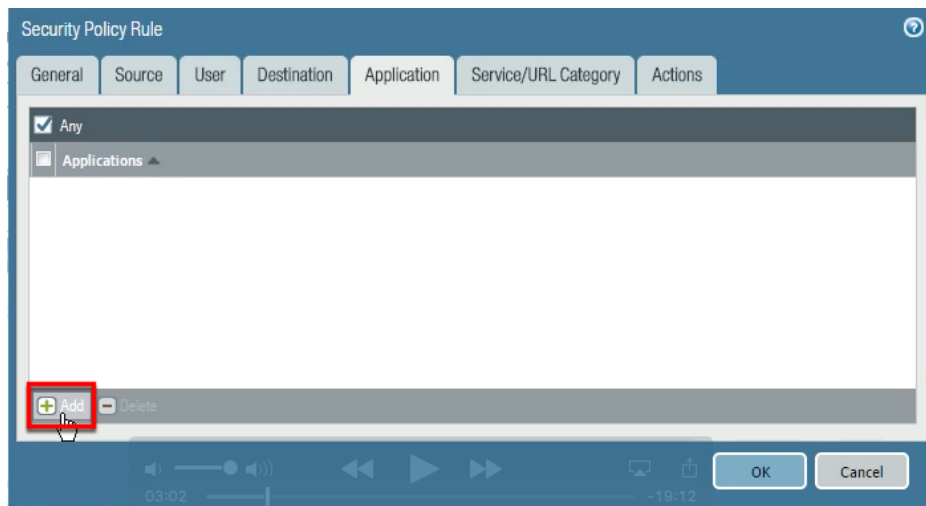 Security Policy Rule
General Source User Destination Application Service/URL Category Actions
Any
Applications
Add Delete
OK Cancel
03:02 -19:12